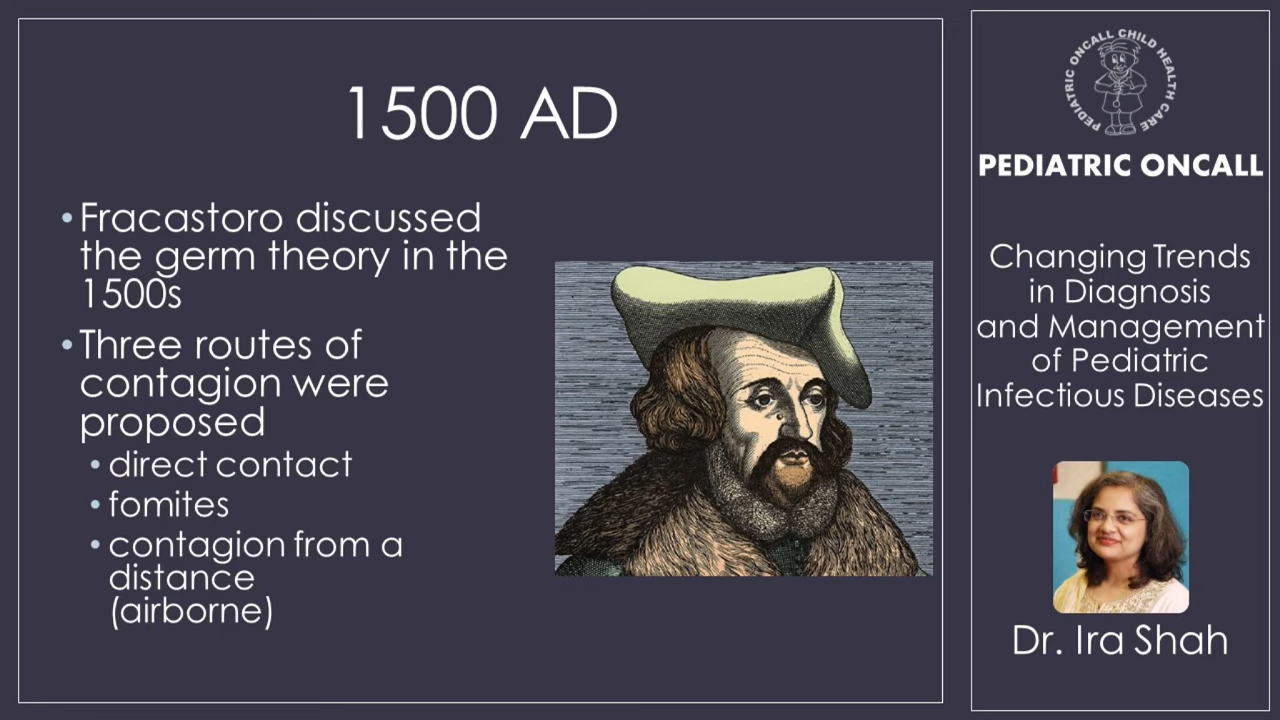 1500 AD
• Fracastoro discussed
the germ theory in the
1500s
• Three routes of
contagion were
proposed
• direct contact
• fomites
• contagion from a
distance
(airborne)
PEDIATRIC ONCALL CHILD HEALTH CARE
PEDIATRIC ONCALL
Changing Trends
in Diagnosis
and Management
of Pediatric
Infectious Diseases
Dr. Ira Shah